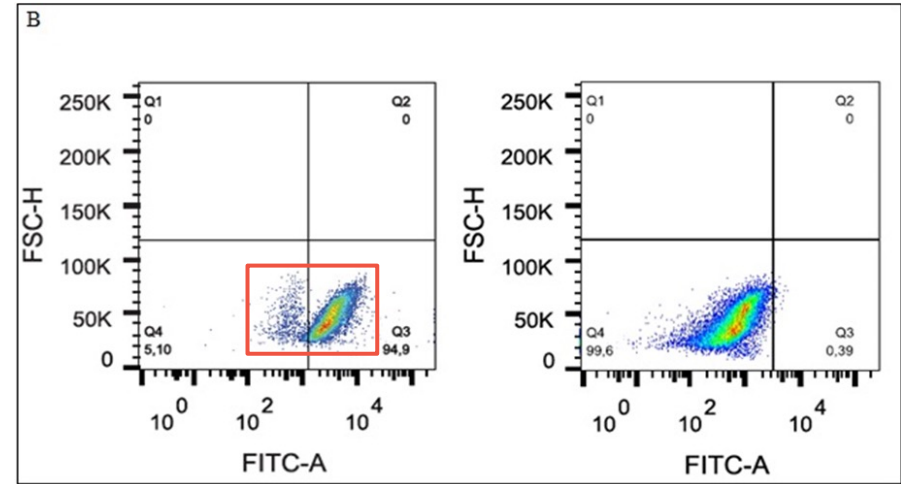 B
FSC-H
250K
200K
150K
100K
50K
0
Q1
0
Q2
0
Q4
5,10
Q3
94,9
10^0 10^2 10^4
FITC-A
FSC-H
250K
200K
150K
100K
50K
0
Q1
0
Q2
0
Q4
99,6
Q3
0,39
10^0 10^2 10^4
FITC-A